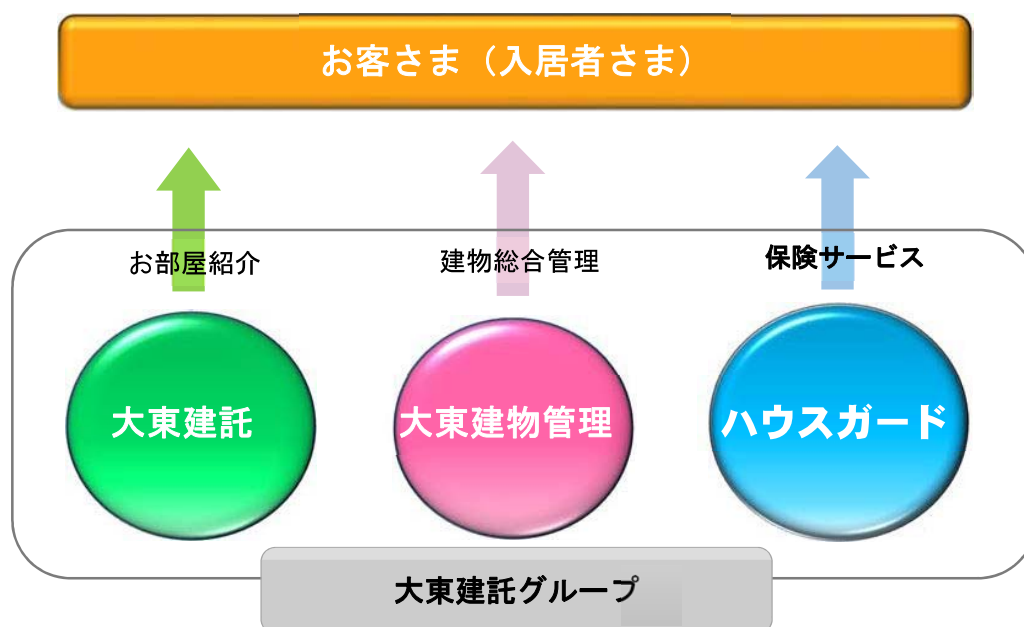 お客さま（入居者さま）
お部屋紹介
建物総合管理
保険サービス
大東建託
大東建物管理
ハウスガード
大東建託グループ